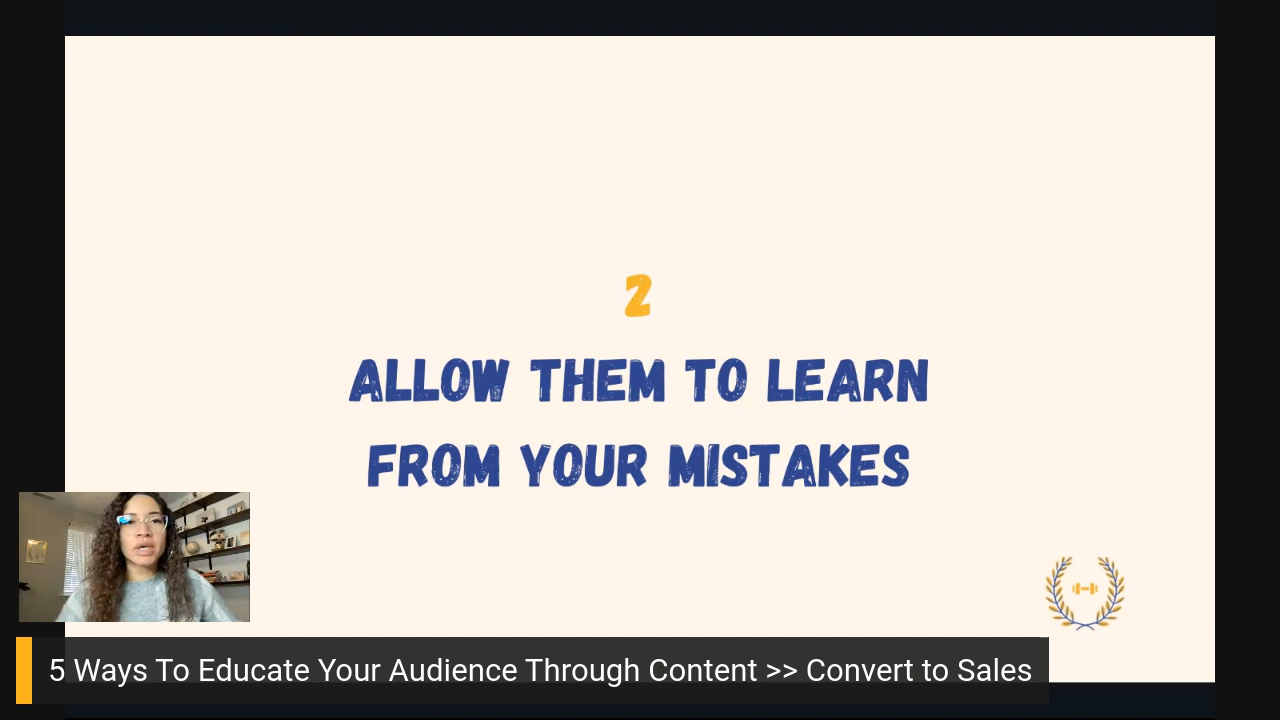 2
ALLOW THEM TO LEARN
FROM YOUR MISTAKES
5 Ways To Educate Your Audience Through Content >> Convert to Sales